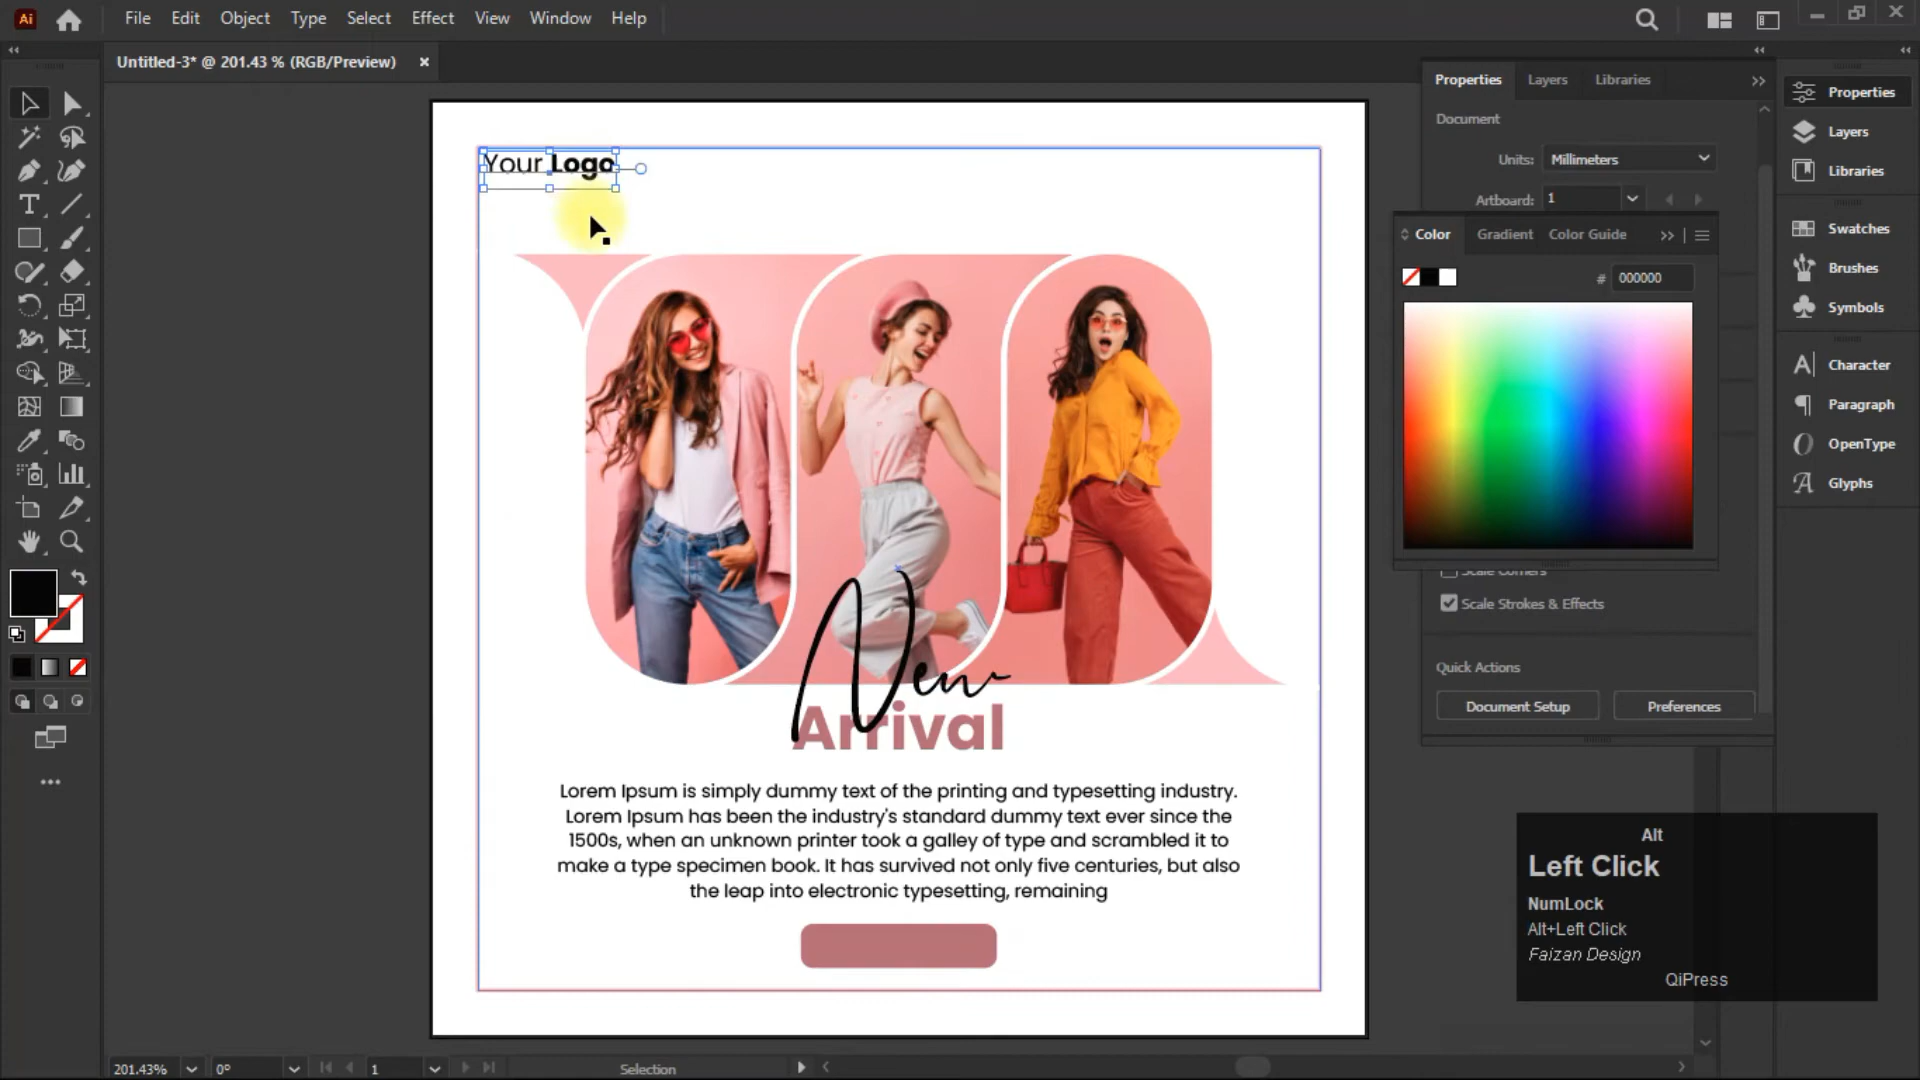 Ai
File Edit Object Type Select Effect View Window Help
Untitled-3* @ 201.43 % (RGB/Preview)
Your Logo
New
Arrival
Lorem Ipsum is simply dummy text of the printing and typesetting industry.
Lorem Ipsum has been the industry's standard dummy text ever since the
1500s, when an unknown printer took a galley of type and scrambled it to
make a type specimen book. It has survived not only five centuries, but also
the leap into electronic typesetting, remaining
Properties Layers Libraries
Document
Units: Millimeters
Artboard: 1
Color Gradient Color Guide
# 000000
Scale Corners
Scale Strokes & Effects
Quick Actions
Document Setup Preferences
Properties
Layers
Libraries
Swatches
Brushes
Symbols
Character
Paragraph
OpenType
Glyphs
Alt
Left Click
NumLock
Alt+Left Click
Faizan Design
QiPress
201.43% 0° 1 Selection